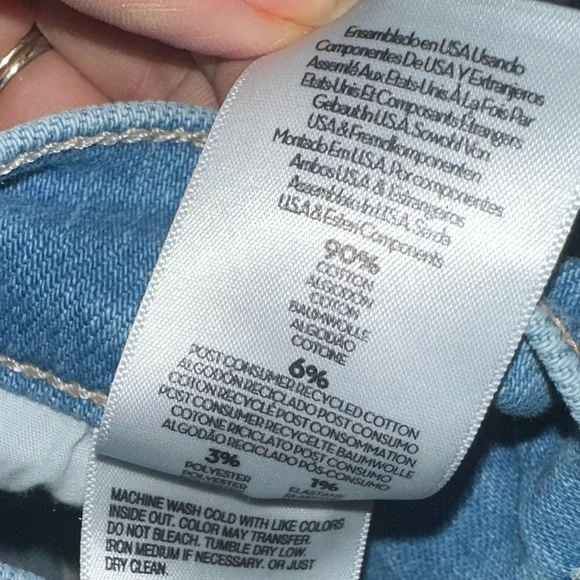 Ensamblado en USA Usando
Componentes De USA Y Extranjeros
Assemblé Aux États-Unis À La Fois Par
États-Unis Et Composants Étrangers
Gebaut In U.S.A. Sowohl Von
USA & Fremdkomponenten
Montado Em U.S.A. Por componentes
Ambos U.S.A. & Estrangeiros
Assemblato In U.S.A. Se da
U.S.A. & Esteri Components
90%
COTTON
ALGODÓN
COTON
BAUMWOLLE
ALGODÃO
COTONE
6%
POST CONSUMER RECYCLED COTTON
ALGODÓN RECICLADO POST CONSUMO
COTON RECYCLÉ POST CONSOMMATION
POST CONSUMER RECYCELTE BAUMWOLLE
COTONE RICICLATO POST CONSUMO
ALGODÃO RECICLADO PÓS-CONSUMO
3% 1%
POLYESTER ELASTANE
POLYESTER
MACHINE WASH COLD WITH LIKE COLORS
INSIDE OUT. COLOR MAY TRANSFER.
DO NOT BLEACH. TUMBLE DRY LOW.
IRON MEDIUM IF NECESSARY. OR JUST
DRY CLEAN.